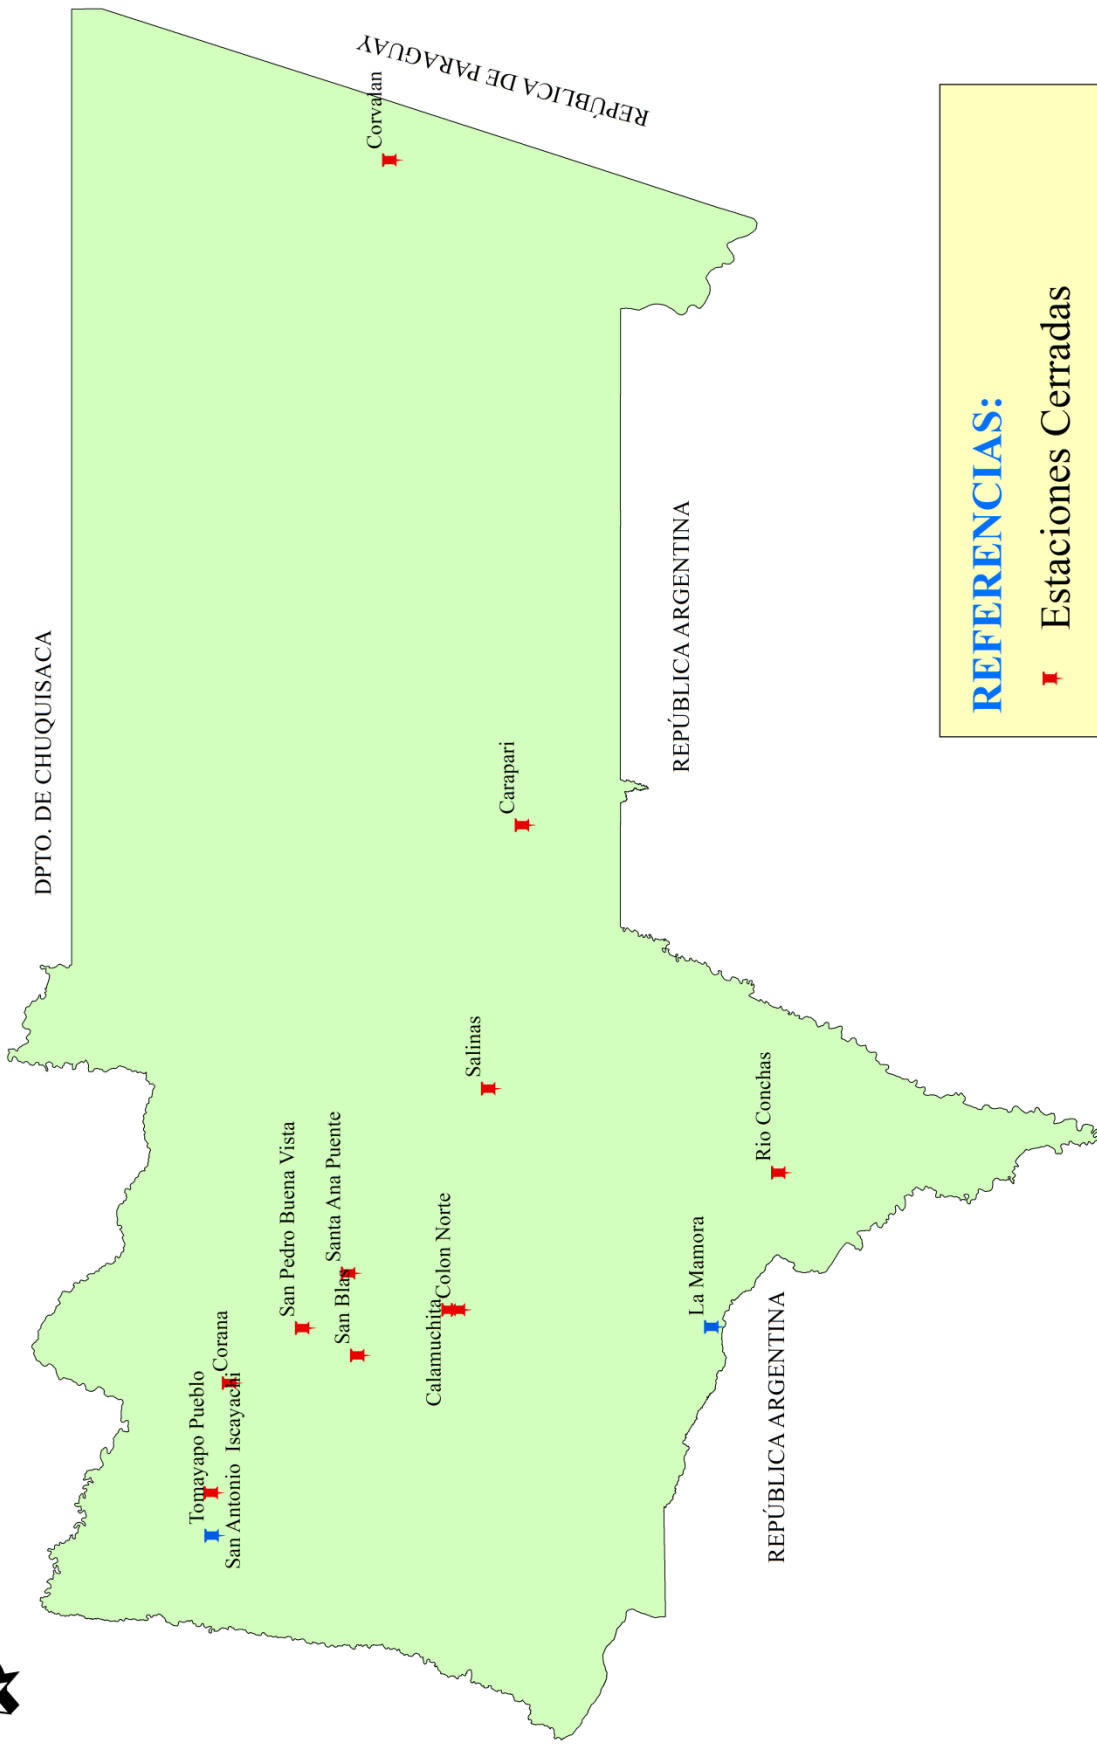 DPTO. DE CHUQUISACA
REPÚBLICA DE PARAGUAY
Corvalan
Tomayapo Pueblo
Corana
San Antonio  Iscayachi
San Pedro Buena Vista
Santa Ana Puente
San Blas
Colon Norte
Calamuchita
Salinas
Carapari
REPÚBLICA ARGENTINA
La Mamora
Rio Conchas
REPÚBLICA ARGENTINA
REFERENCIAS:
Estaciones Cerradas